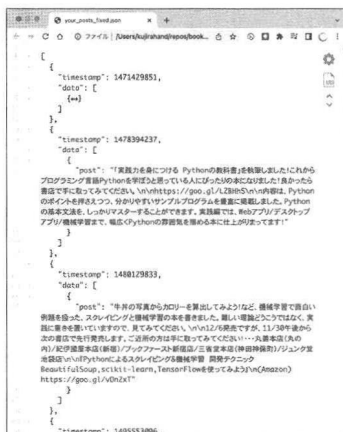 your_posts_fixed.json
ファイル | /Users/kujirahand/repos/book...
[
{
"timestamp": 1471429851,
"data": [
{↔}
]
},
{
"timestamp": 1478394237,
"data": [
{
"post": "「実践力を身につける Pythonの教科書」を執筆しました!これから
プログラミング言語Pythonを学ぼうと思っている人にぴったりの本になりました!良かったら
書店で手に取ってみてください。\n\nhttps://goo.gl/LZBHh5\n\n内容は、Python
のポイントを押さえつつ、分かりやすいサンプルプログラムを豊富に掲載しました。Python
の基本文法を、しっかりマスターすることができます。実践編では、Webアプリ/デスクトップ
アプリ/機械学習まで、幅広くPythonの雰囲気を極める本に仕上がりまってます!"
}
]
},
{
"timestamp": 1480129833,
"data": [
{
"post": "牛丼の写真からカロリーを算出してみよう!など、機械学習で面白い
例題を扱った、スクレイピングと機械学習の本を書きました。難しい理論どうこうではなく、実
践に重きを置いていますので、見てみてください。\n\n12/6発売ですが、11/30午後から
次の書店で先行発売します。ご近所の方は手に取ってみてください!・・・丸善本店(丸の
内)/紀伊國屋本店(新宿)/ブックファースト新宿店/三省堂本店(神田神保町)/ジュンク堂
池袋店\n\n『Pythonによるスクレイピング&機械学習 開発テクニック
BeautifulSoup,scikit-learn,TensorFlowを使ってみよう』\n(Amazon)
https://goo.gl/vDnZxT"
}
]
},
{
"timestamp": 1495553096,